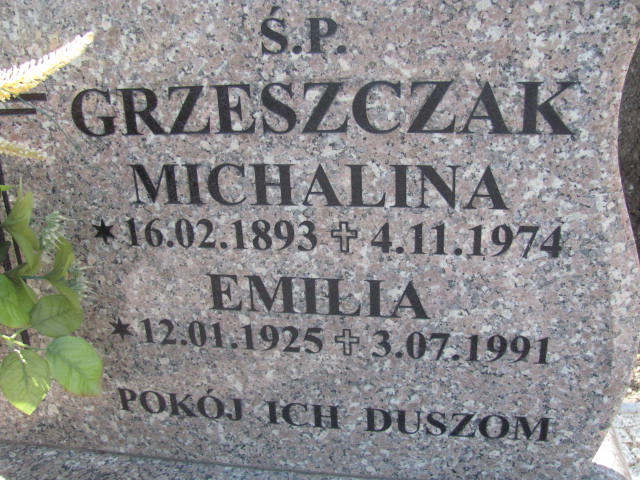 Ś.P.
GRZESZCZAK
MICHALINA
★16.02.1893 ✝ 4.11.1974
EMILIA
★12.01.1925 ✝ 3.07.1991
POKÓJ ICH DUSZOM